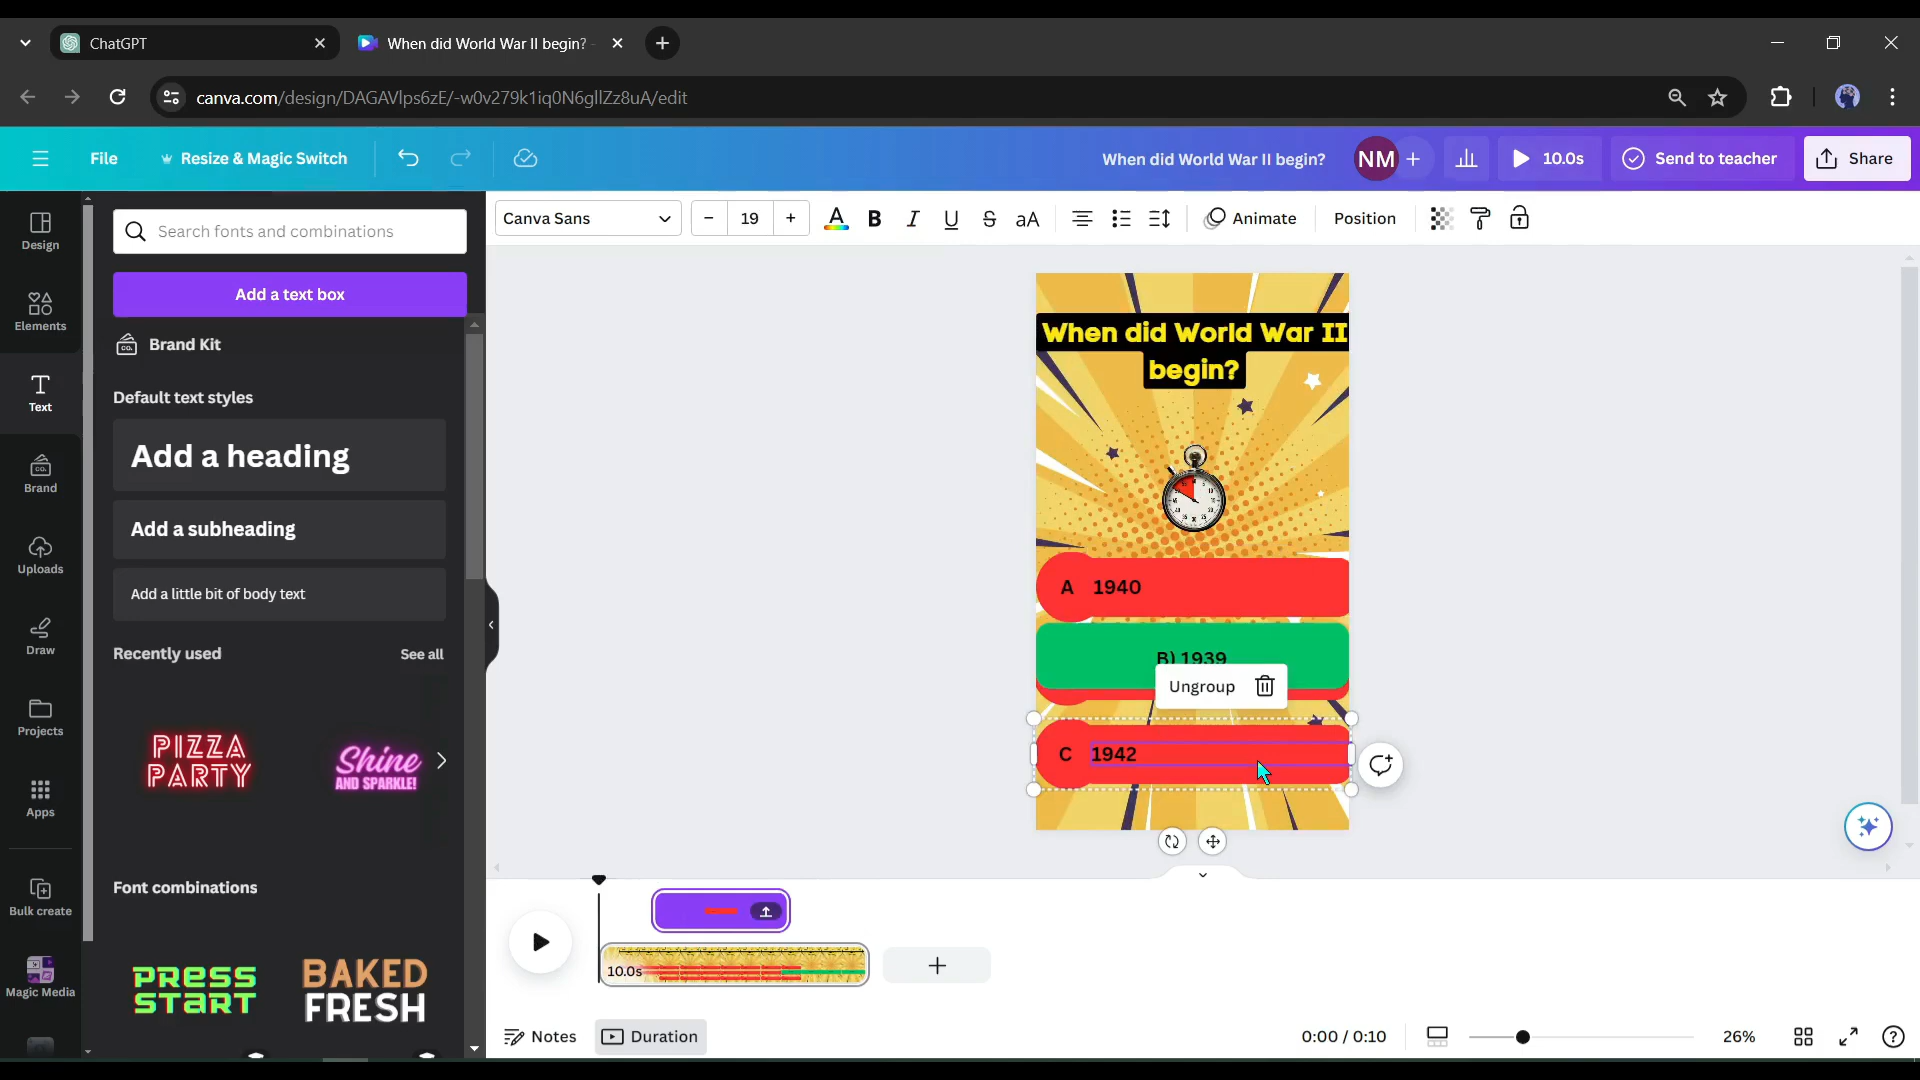 ChatGPT
When did World War II begin? -
canva.com/design/DAGAVlps6zE/-w0v279k1iq0N6gllZz8uA/edit
File
Resize & Magic Switch
When did World War II begin?
NM
10.0s
Send to teacher
Share
Design
Elements
Text
Brand
Uploads
Draw
Projects
Apps
Bulk create
Magic Media
Search fonts and combinations
Add a text box
Brand Kit
Default text styles
Add a heading
Add a subheading
Add a little bit of body text
Recently used
See all
PIZZA
PARTY
Shine
AND SPARKLE!
Font combinations
PRESS
START
BAKED
FRESH
Canva Sans
19
B I U S aA
Animate
Position
When did World War II
begin?
A 1940
B) 1939
Ungroup
C 1942
10.0s
Notes
Duration
0:00 / 0:10
26%